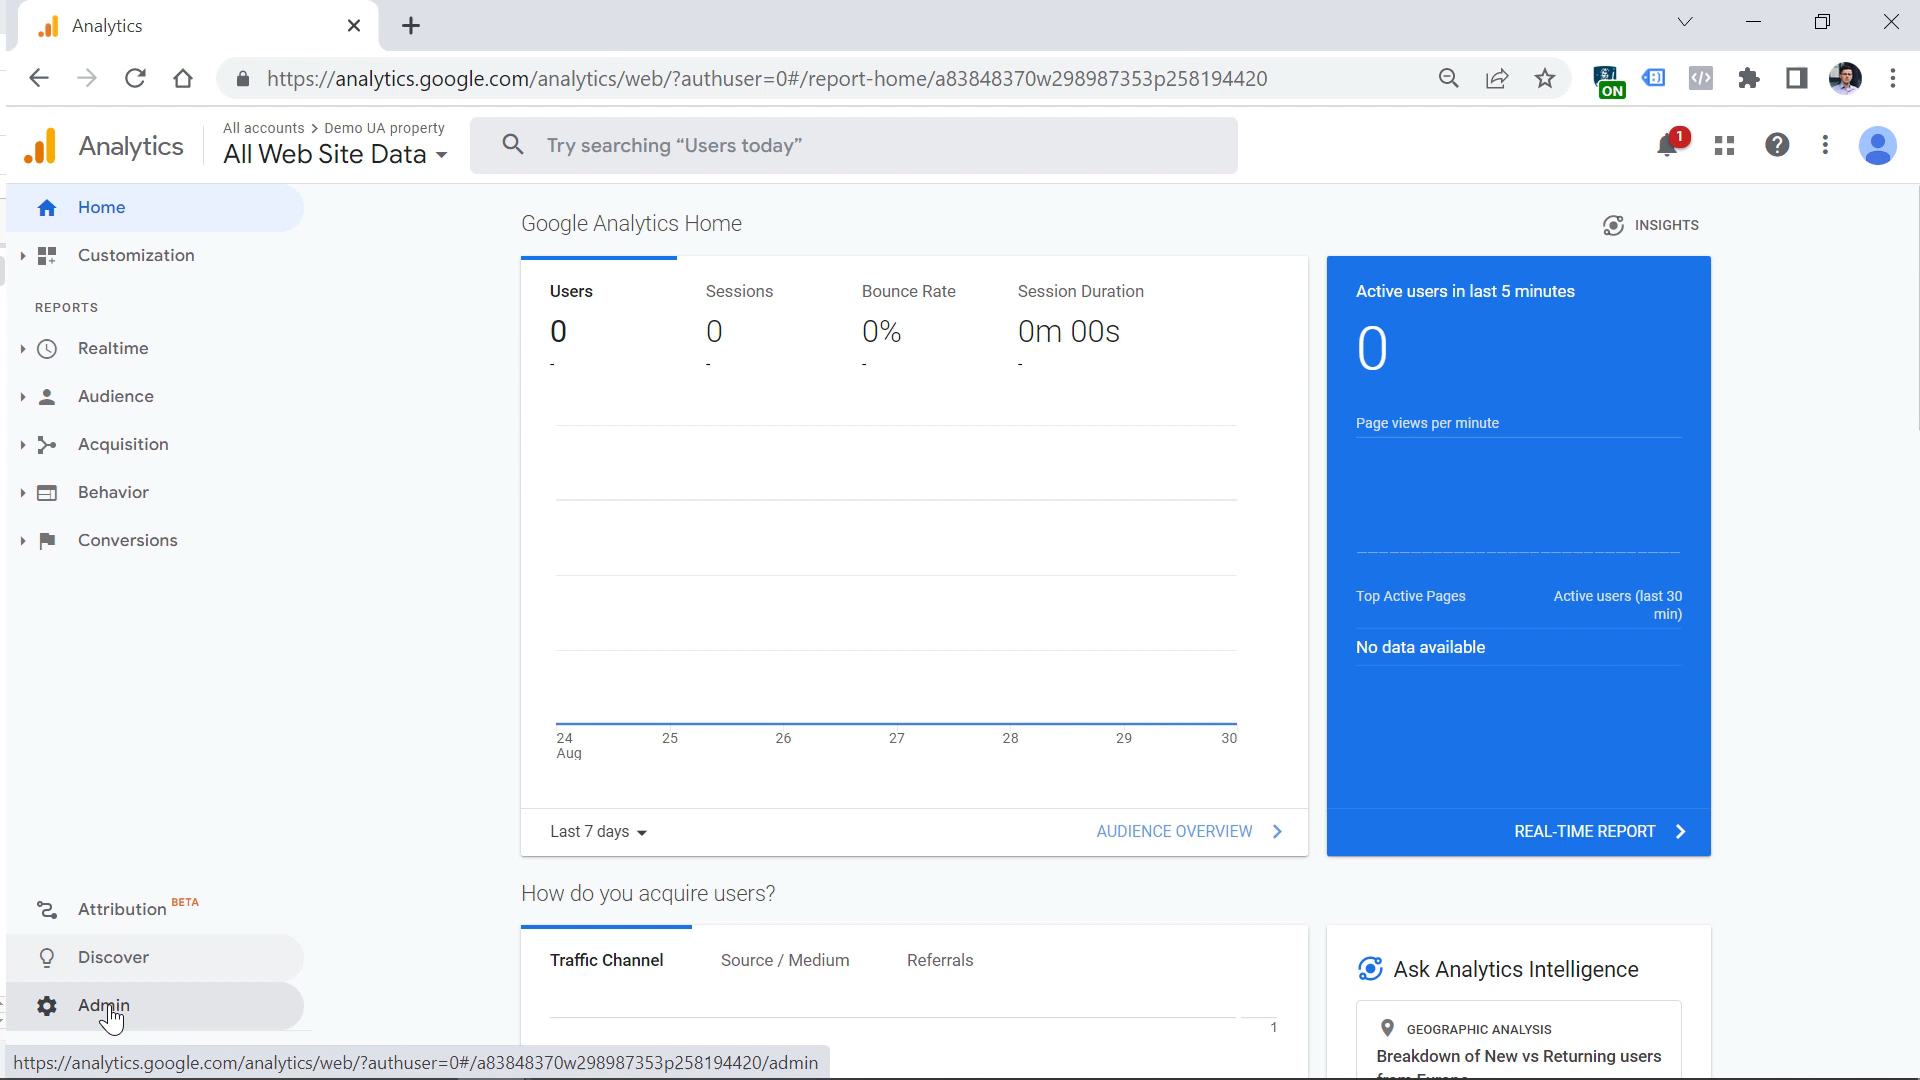 Analytics
https://analytics.google.com/analytics/web/?authuser=0#/report-home/a83848370w298987353p258194420
ON
Analytics
All accounts > Demo UA property
All Web Site Data
Try searching “Users today”
1
Home
Customization
REPORTS
Realtime
Audience
Acquisition
Behavior
Conversions
Attribution BETA
Discover
Admin
Google Analytics Home
INSIGHTS
Users
0
-
Sessions
0
-
Bounce Rate
0%
-
Session Duration
0m 00s
-
24 25 26 27 28 29 30
Aug
Last 7 days
AUDIENCE OVERVIEW
Active users in last 5 minutes
0
Page views per minute
Top Active Pages
Active users (last 30
min)
No data available
REAL-TIME REPORT
How do you acquire users?
Traffic Channel
Source / Medium
Referrals
1
Ask Analytics Intelligence
GEOGRAPHIC ANALYSIS
Breakdown of New vs Returning users
from Europe
https://analytics.google.com/analytics/web/?authuser=0#/a83848370w298987353p258194420/admin